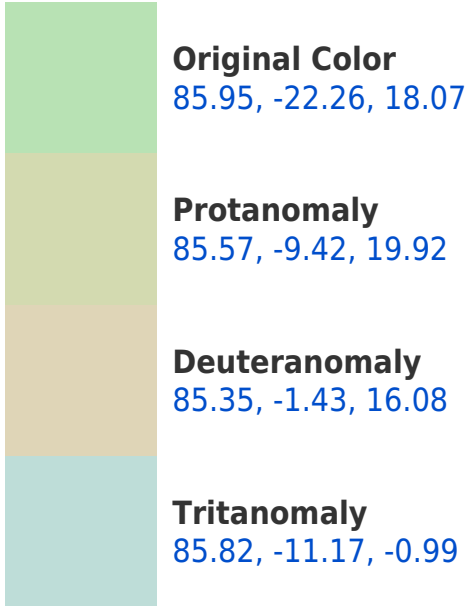 Original Color
85.95, -22.26, 18.07
Protanomaly
85.57, -9.42, 19.92
Deuteranomaly
85.35, -1.43, 16.08
Tritanomaly
85.82, -11.17, -0.99